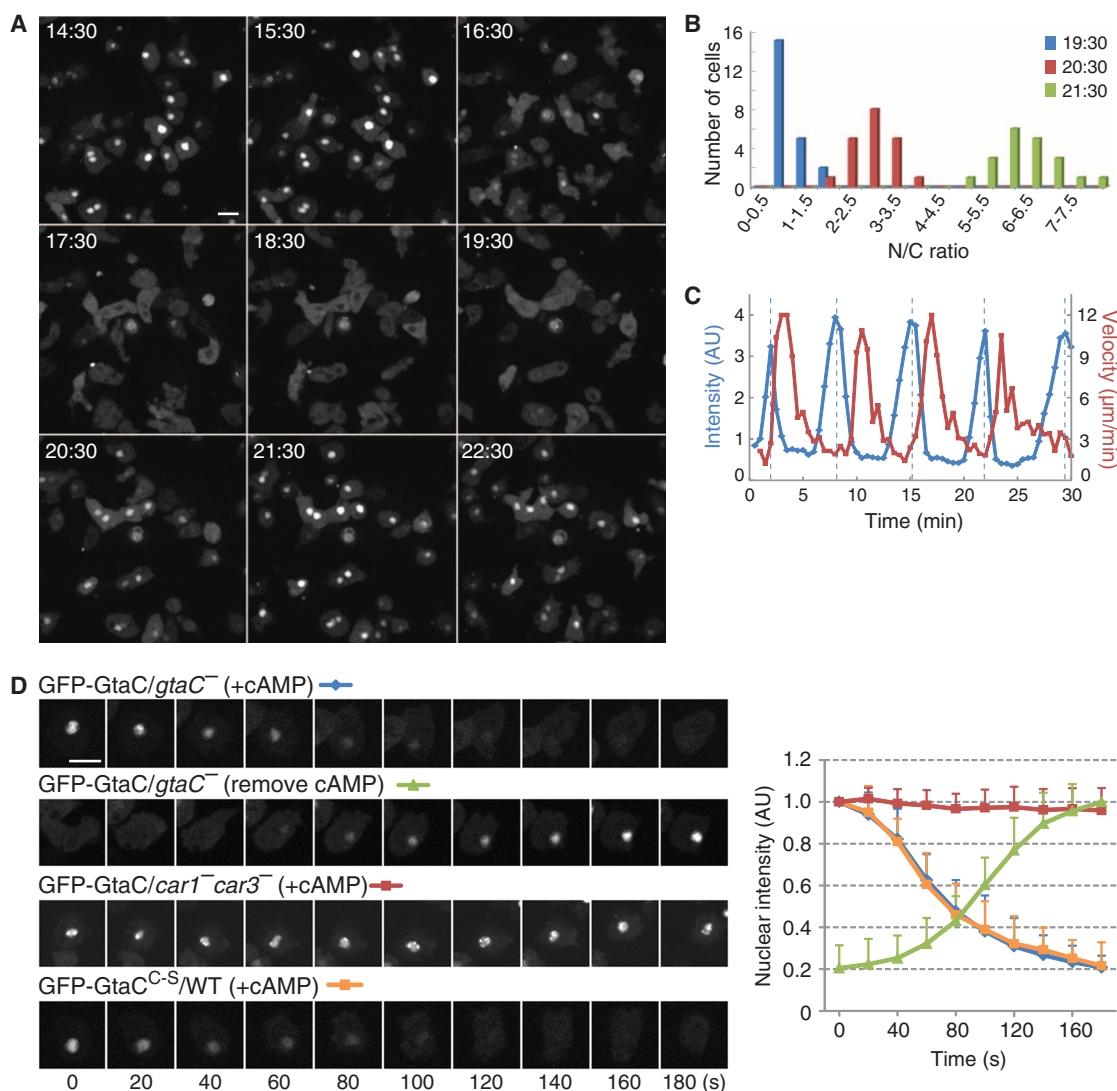 A
14:30
15:30
16:30
17:30
18:30
19:30
20:30
21:30
22:30
B
Number of cells
16
12
8
4
0
19:30
20:30
21:30
0-0.5
1-1.5
2-2.5
3-3.5
4-4.5
5-5.5
6-6.5
7-7.5
N/C ratio
C
Intensity (AU)
4
3
2
1
0
12
9
6
3
0
Velocity (µm/min)
0 5 10 15 20 25 30
Time (min)
D
GFP-GtaC/gtaC⁻ (+cAMP)
GFP-GtaC/gtaC⁻ (remove cAMP)
GFP-GtaC/car1⁻car3⁻ (+cAMP)
GFP-GtaC^C-S/WT (+cAMP)
0 20 40 60 80 100 120 140 160 180 (s)
Nuclear intensity (AU)
1.2
1.0
0.8
0.6
0.4
0.2
0
0 40 80 120 160
Time (s)